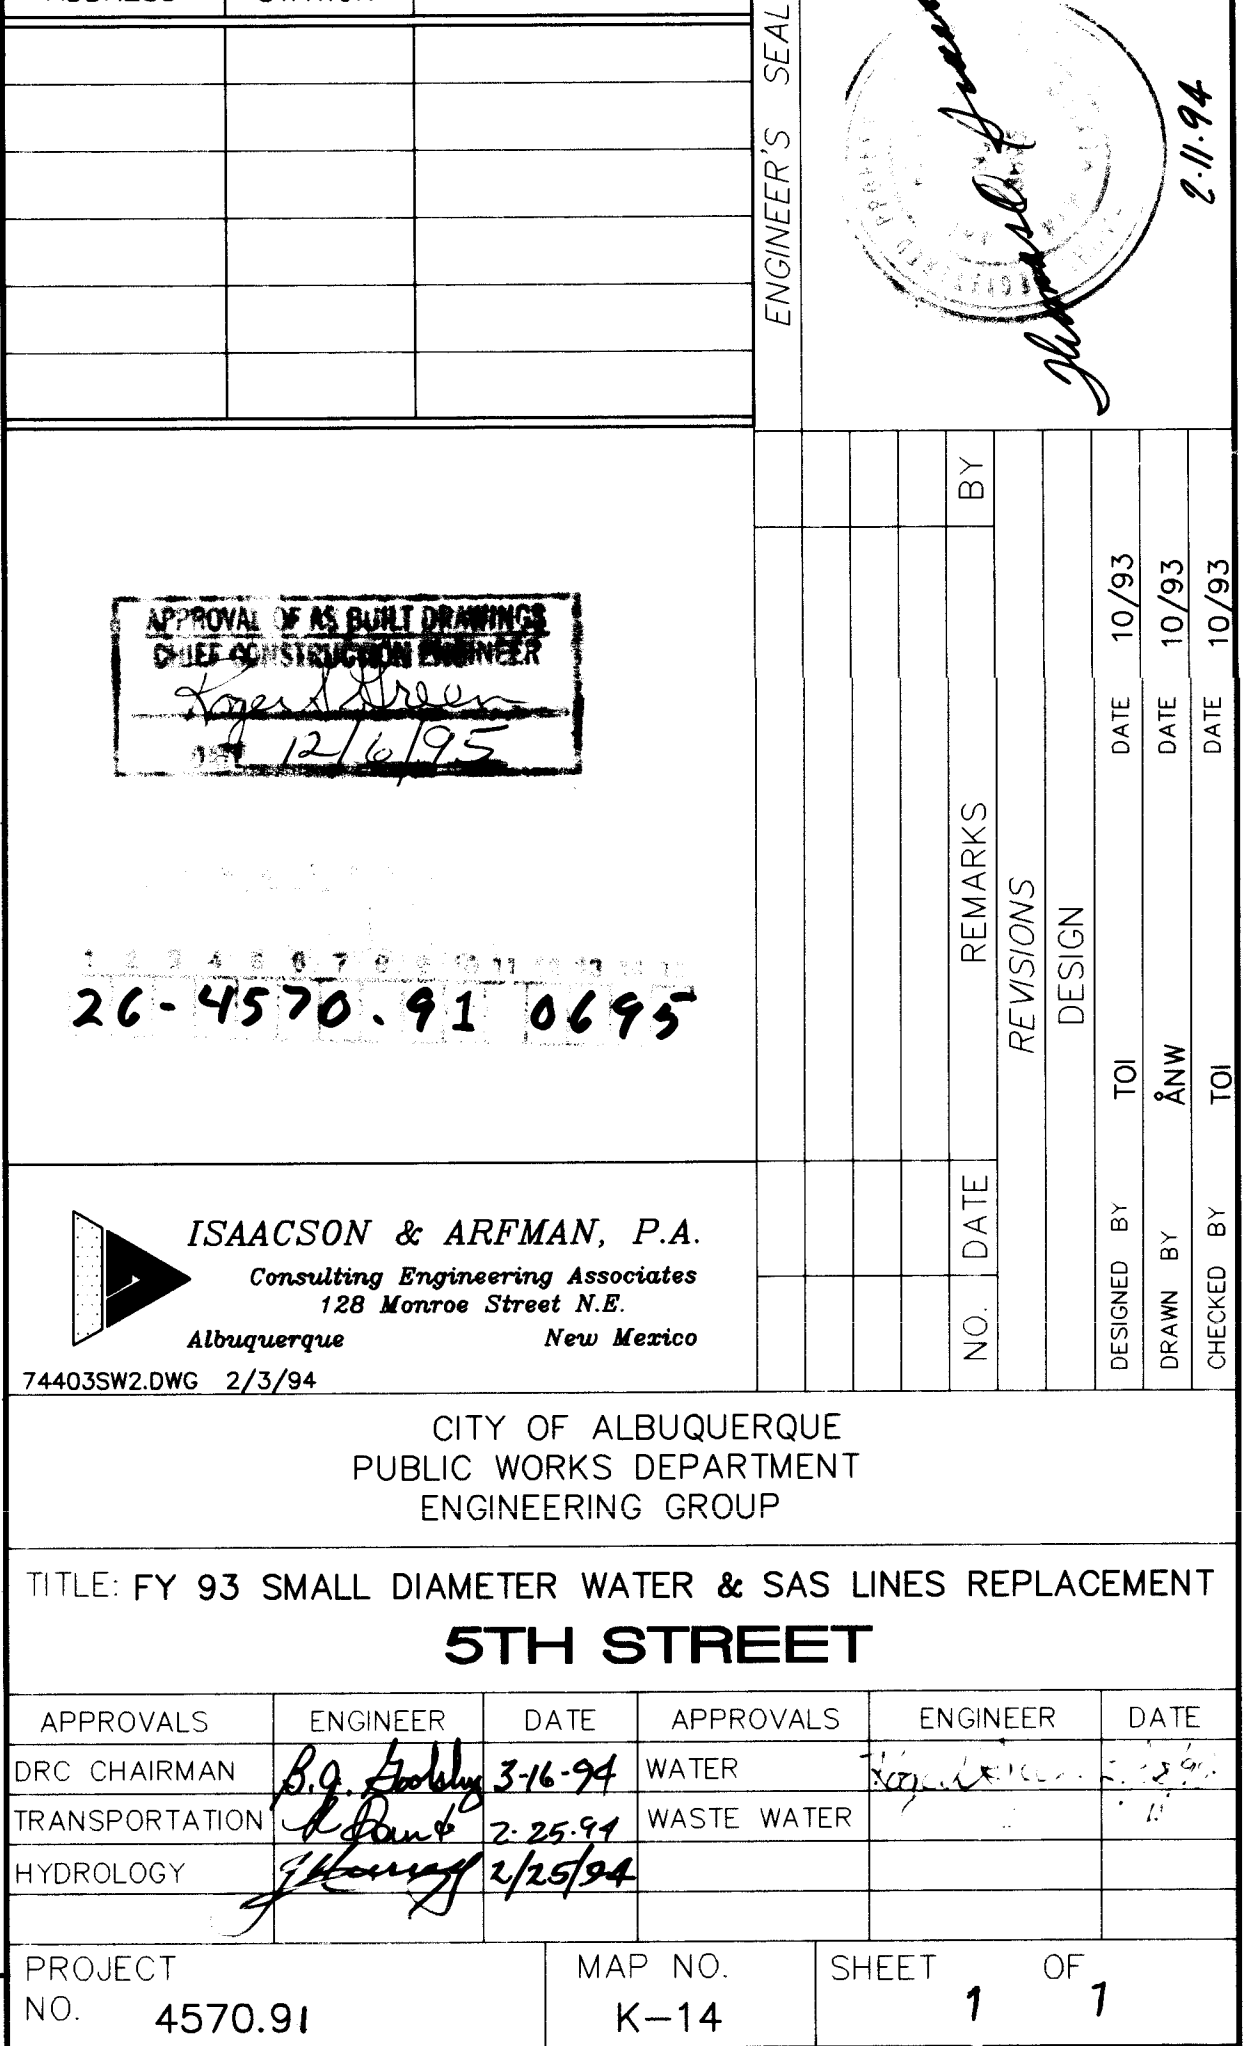 ENGINEER'S SEAL
2-11-94
APPROVAL OF AS BUILT DRAWINGS
CHIEF CONSTRUCTION ENGINEER
12/6/95
1 2 3 4 5 6 7 8 9 10 11 12 13 14 15
26-4570.91 0695
ISAACSON & ARFMAN, P.A.
Consulting Engineering Associates
128 Monroe Street N.E.
Albuquerque New Mexico
74403SW2.DWG 2/3/94
NO. DATE REMARKS BY
REVISIONS
DESIGN
DESIGNED BY TOI DATE 10/93
DRAWN BY ÅNW DATE 10/93
CHECKED BY TOI DATE 10/93
CITY OF ALBUQUERQUE
PUBLIC WORKS DEPARTMENT
ENGINEERING GROUP
TITLE: FY 93 SMALL DIAMETER WATER & SAS LINES REPLACEMENT
5TH STREET
APPROVALS ENGINEER DATE APPROVALS ENGINEER DATE
DRC CHAIRMAN 3-16-94 WATER
TRANSPORTATION 2-25-94 WASTE WATER
HYDROLOGY 2/25/94
PROJECT NO. 4570.91
MAP NO. K-14
SHEET 1 OF 1